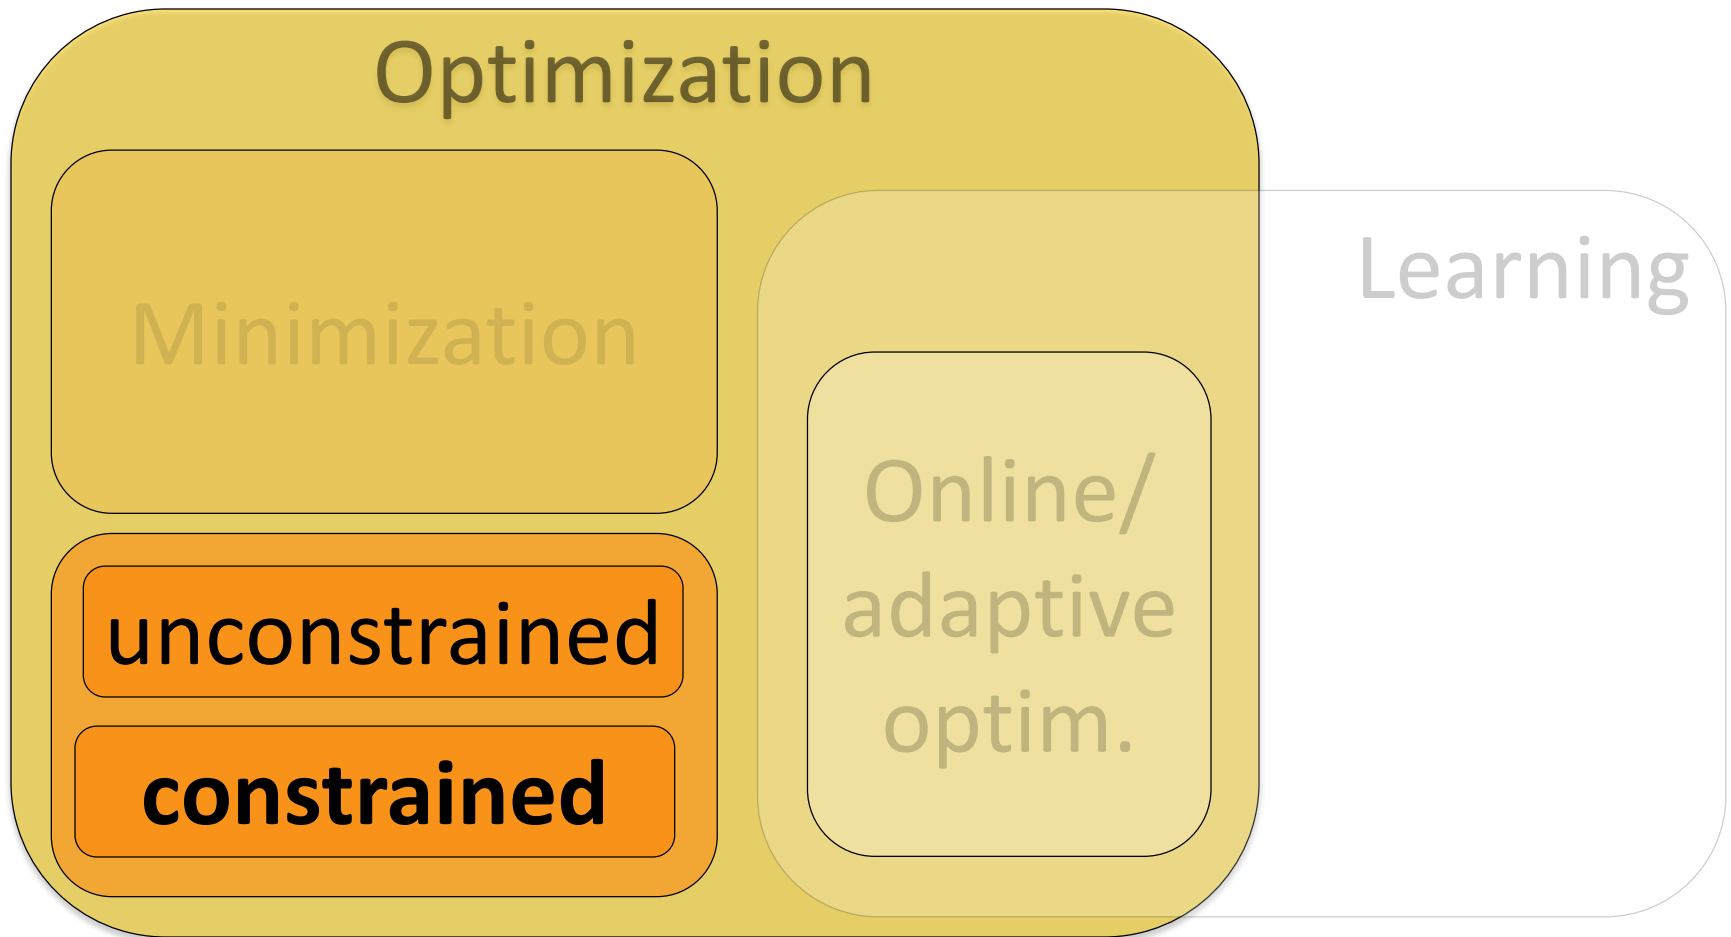 Optimization
Learning
Minimization
Online/
adaptive
optim.
unconstrained
constrained